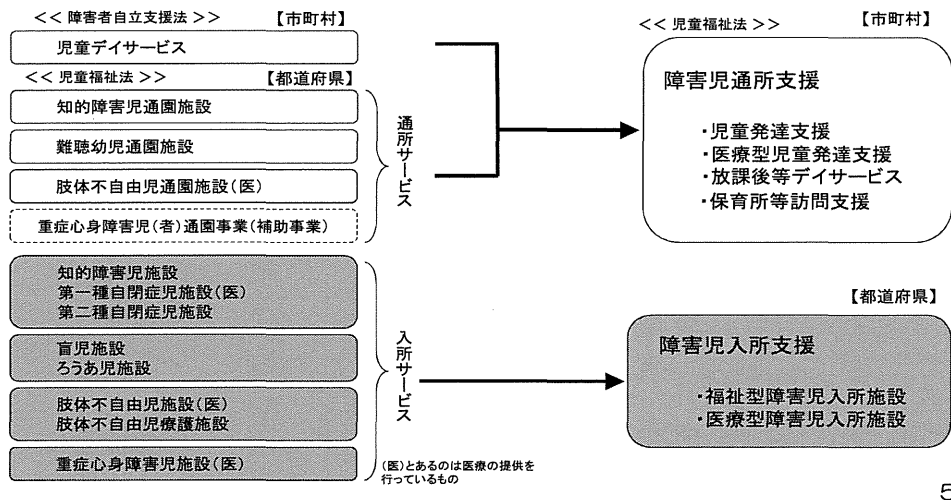 << 障害者自立支援法 >> 【市町村】
児童デイサービス
<< 児童福祉法 >> 【都道府県】
知的障害児通園施設
難聴幼児通園施設
肢体不自由児通園施設(医)
重症心身障害児(者)通園事業(補助事業)
通所サービス
知的障害児施設
第一種自閉症児施設(医)
第二種自閉症児施設
盲児施設
ろうあ児施設
肢体不自由児施設(医)
肢体不自由児療護施設
重症心身障害児施設(医)
入所サービス
(医)とあるのは医療の提供を
行っているもの
<< 児童福祉法 >> 【市町村】
障害児通所支援
・児童発達支援
・医療型児童発達支援
・放課後等デイサービス
・保育所等訪問支援
【都道府県】
障害児入所支援
・福祉型障害児入所施設
・医療型障害児入所施設
5